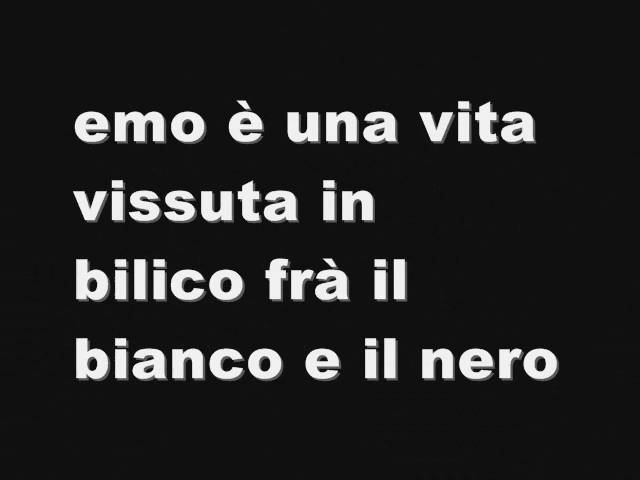 emo è una vita
vissuta in
bilico frà il
bianco e il nero